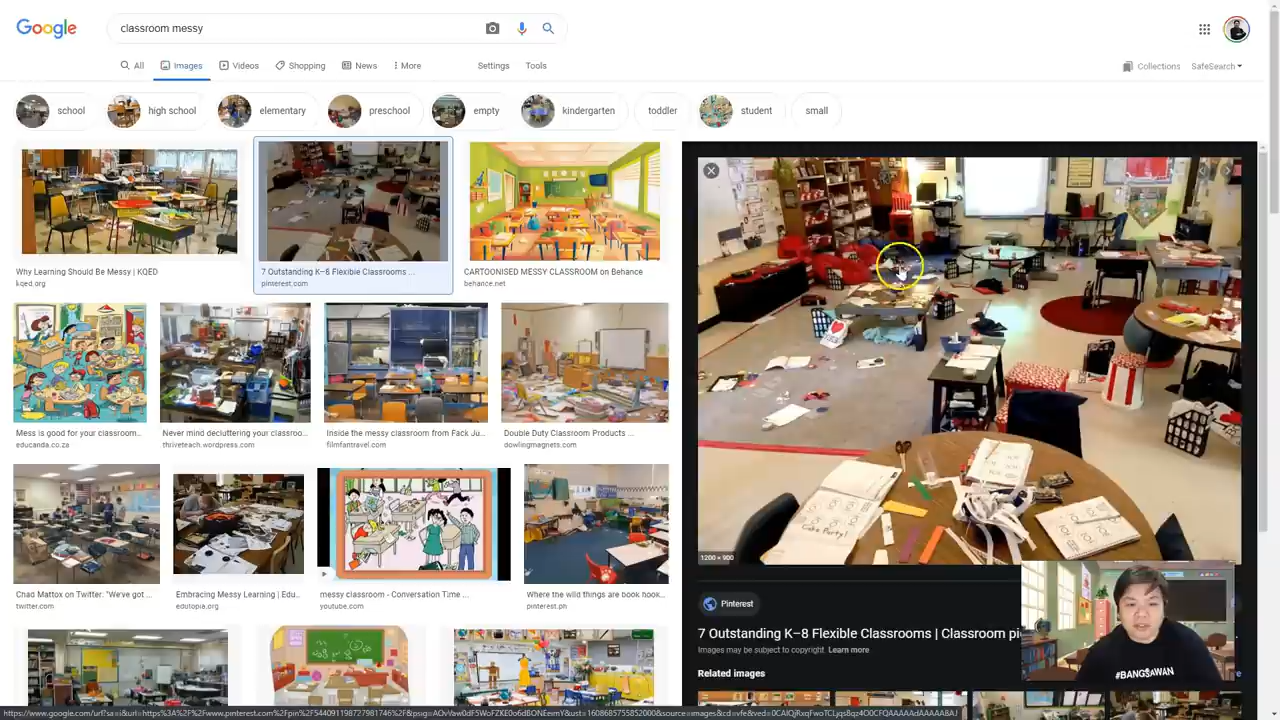 Google
classroom messy
All
Images
Videos
Shopping
News
More
Settings
Tools
Collections
SafeSearch
school
high school
elementary
preschool
empty
kindergarten
toddler
student
small
Why Learning Should Be Messy | KQED
kqed.org
7 Outstanding K–8 Flexible Classrooms ...
pinterest.com
CARTOONISED MESSY CLASSROOM on Behance
behance.net
Mess is good for your classroom...
educanda.co.za
Never mind decluttering your classroo...
thriveteach.wordpress.com
Inside the messy classroom from Fack Ju...
filmfantravel.com
Double Duty Classroom Products ...
dowlingmagnets.com
Chad Mattox on Twitter: "We've got ...
twitter.com
Embracing Messy Learning | Edu...
edutopia.org
messy classroom - Conversation Time ...
youtube.com
Where the wild things are book nook...
pinterest.ph
1200 × 900
Pinterest
7 Outstanding K–8 Flexible Classrooms | Classroom pi
Images may be subject to copyright. Learn more
Related images
#BANGSAWAN